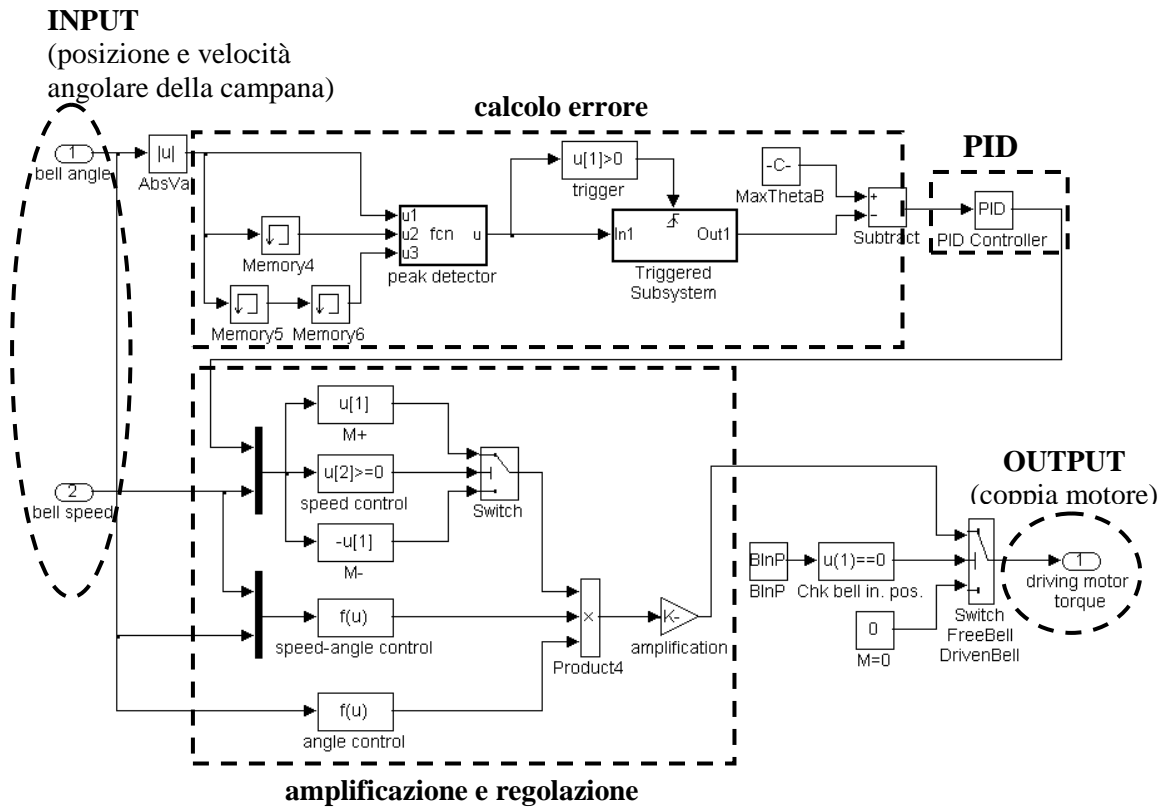 INPUT
(posizione e velocità
angolare della campana)
calcolo errore
PID
1
bell angle
|u|
AbsVal
u[1]>0
trigger
-C-
MaxThetaB
+
−
Subtract
PID
PID Controller
u1
u2 fcn u
u3
peak detector
In1 Out1
Triggered
Subsystem
Memory4
Memory5
Memory6
u[1]
M+
u[2]>=0
speed control
Switch
-u[1]
M-
2
bell speed
OUTPUT
(coppia motore)
BInP
BInP
u(1)==0
Chk bell in. pos.
1
driving motor
torque
f(u)
speed-angle control
×
Product4
K-
amplification
0
M=0
Switch
FreeBell
DrivenBell
f(u)
angle control
amplificazione e regolazione